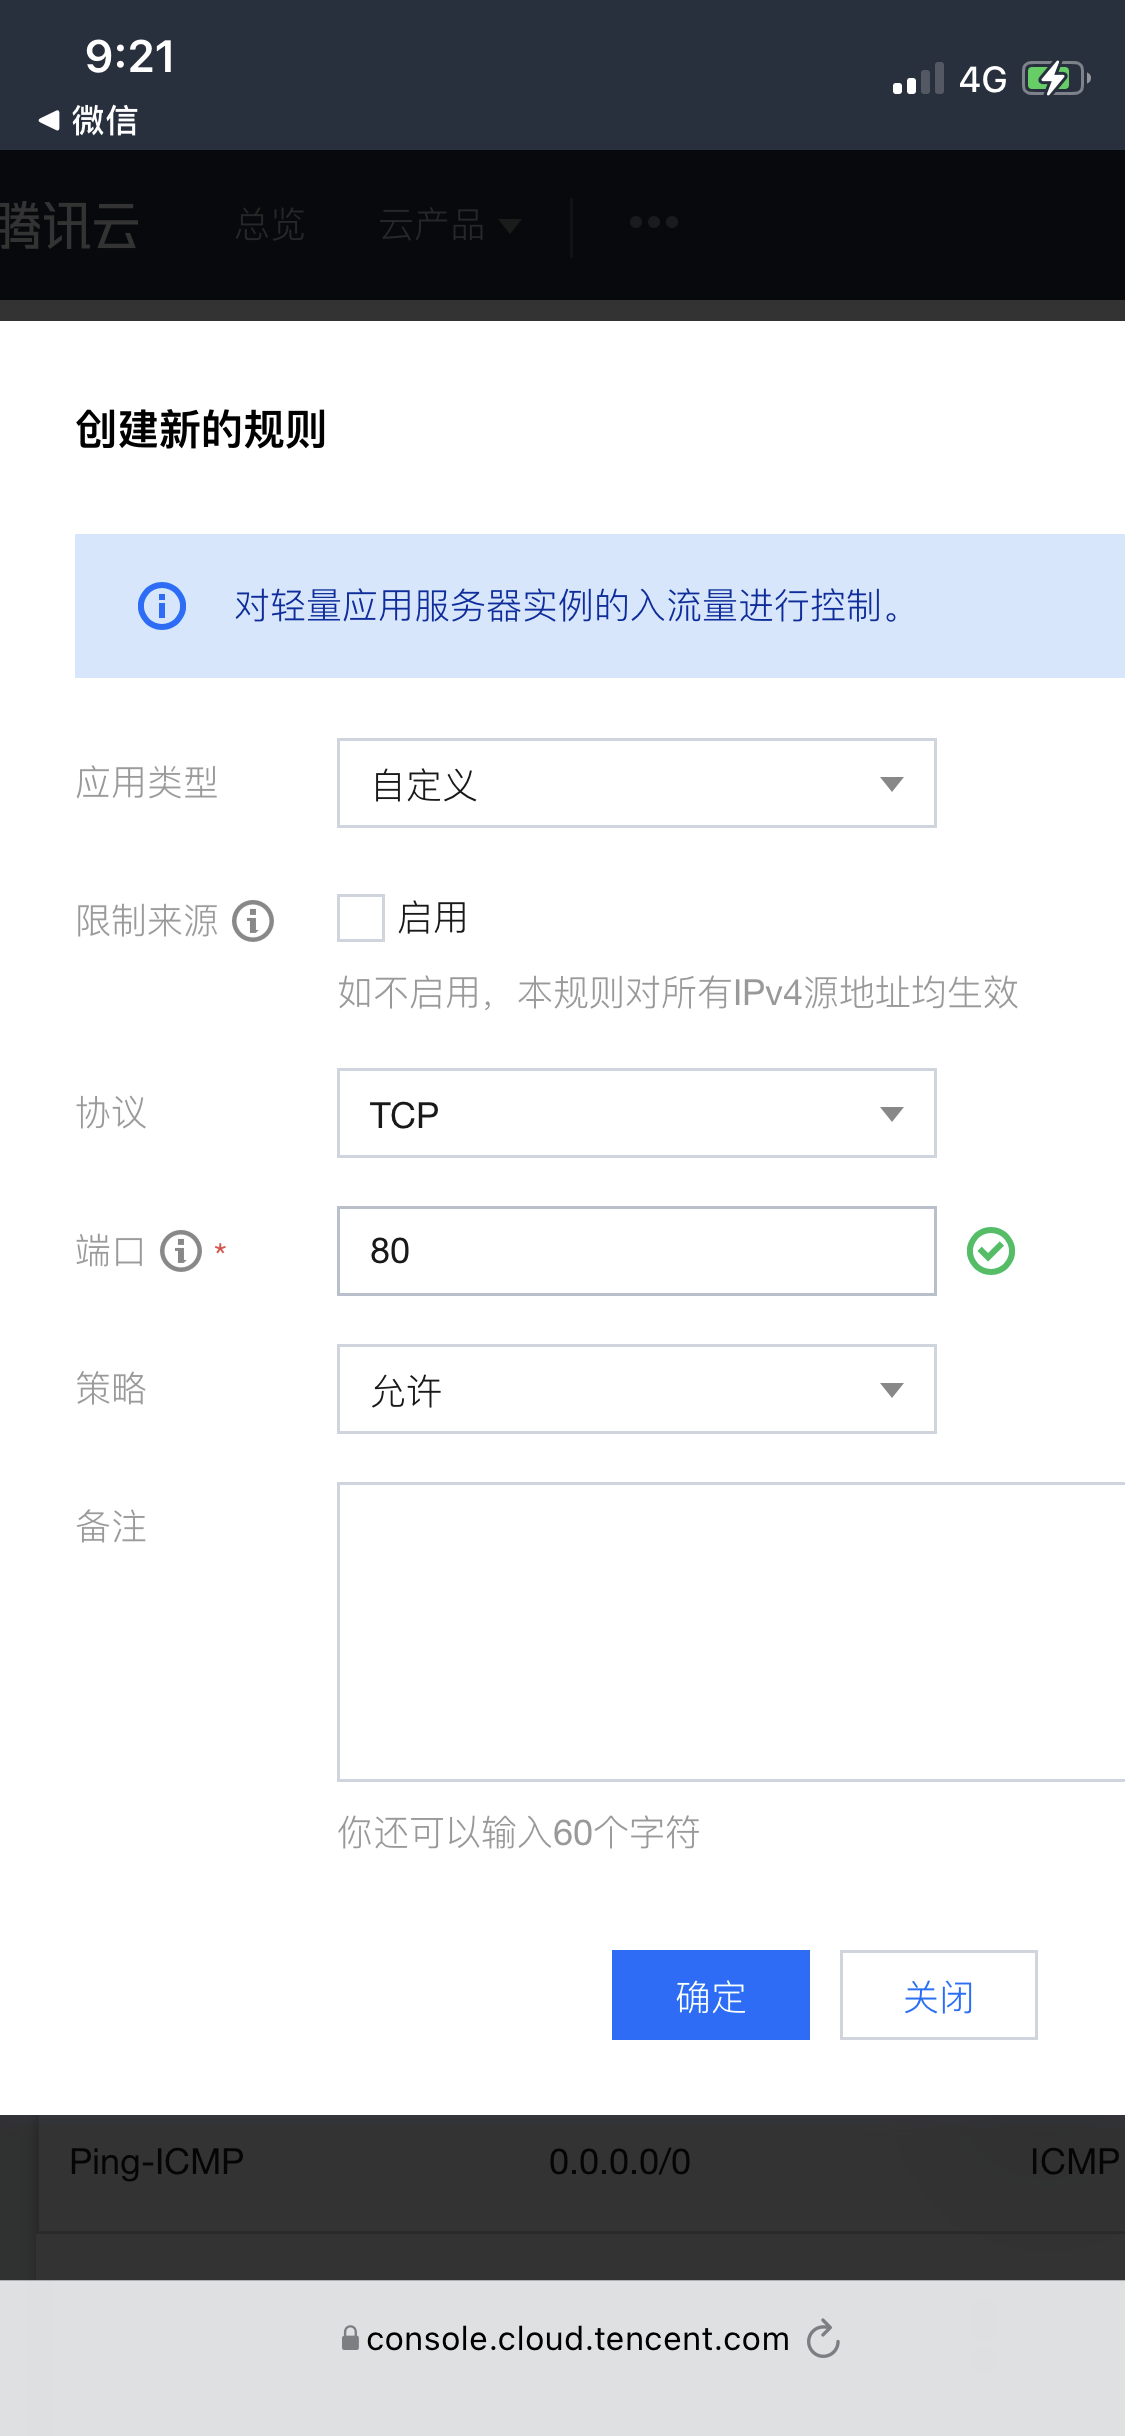 9:21
4G
微信
腾讯云 总览 云产品
创建新的规则
对轻量应用服务器实例的入流量进行控制。
应用类型 自定义
限制来源 启用
如不启用，本规则对所有IPv4源地址均生效
协议 TCP
端口 * 80
策略 允许
备注
你还可以输入60个字符
确定 关闭
Ping-ICMP 0.0.0.0/0 ICMP
console.cloud.tencent.com